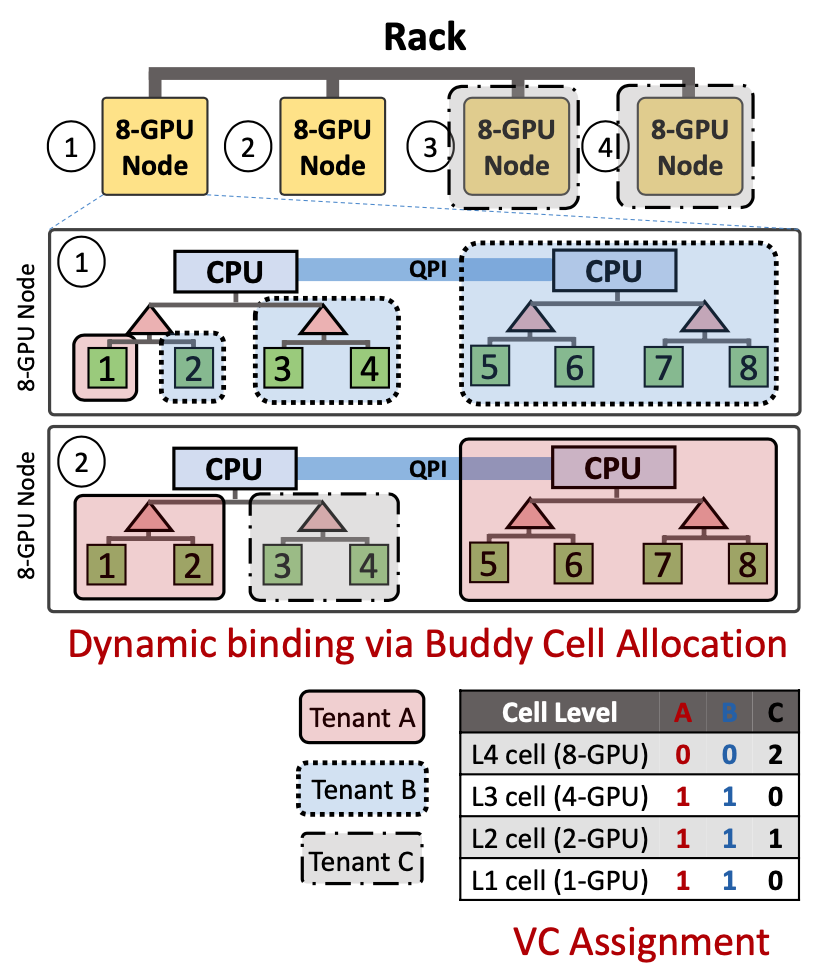 Rack
1
8-GPU
Node
2
8-GPU
Node
3
8-GPU
Node
4
8-GPU
Node
8-GPU Node
1
CPU
QPI
CPU
1
2
3
4
5
6
7
8
8-GPU Node
2
CPU
QPI
CPU
1
2
3
4
5
6
7
8
Dynamic binding via Buddy Cell Allocation
Tenant A
Tenant B
Tenant C
Cell Level A B C
L4 cell (8-GPU) 0 0 2
L3 cell (4-GPU) 1 1 0
L2 cell (2-GPU) 1 1 1
L1 cell (1-GPU) 1 1 0
VC Assignment